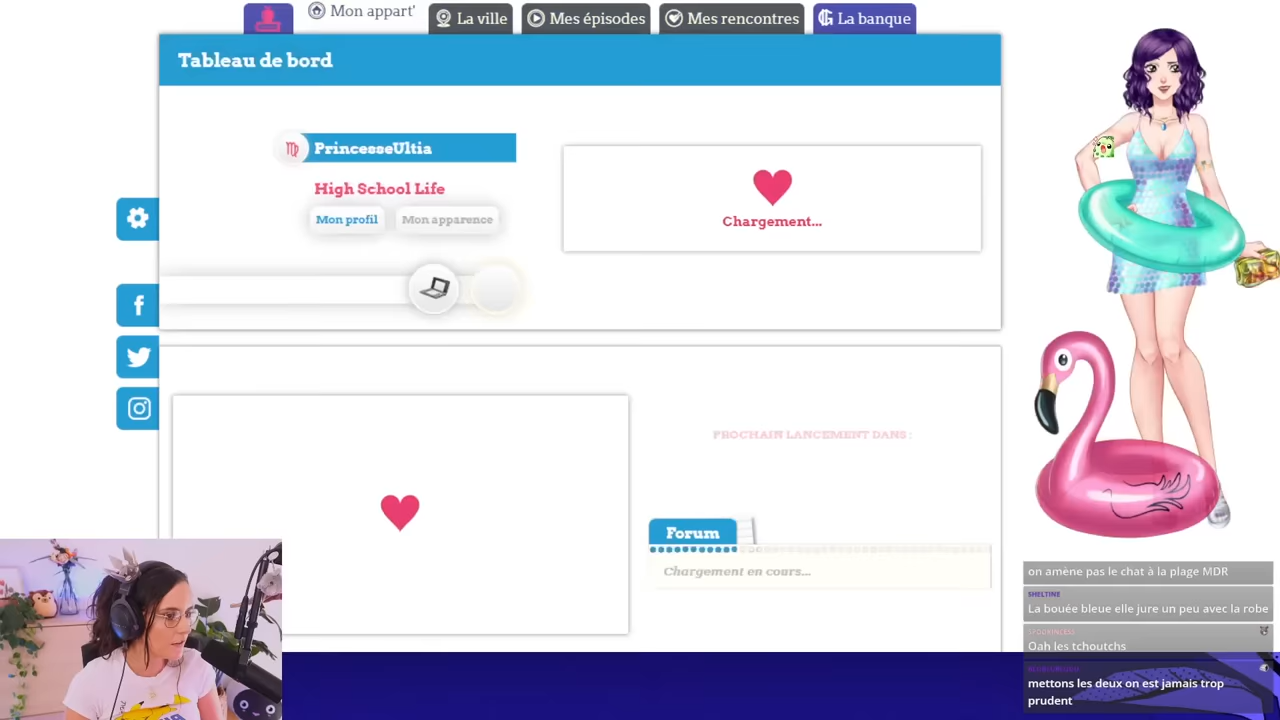 Mon appart'
La ville
Mes épisodes
Mes rencontres
La banque
Tableau de bord
PrincesseUltia
High School Life
Mon profil
Mon apparence
Chargement...
PROCHAIN LANCEMENT DANS :
Forum
Chargement en cours...
on amène pas le chat à la plage MDR
SHELTINE
La bouée bleue elle jure un peu avec la robe
Oah les tchoutchs
mettons les deux on est jamais trop
prudent